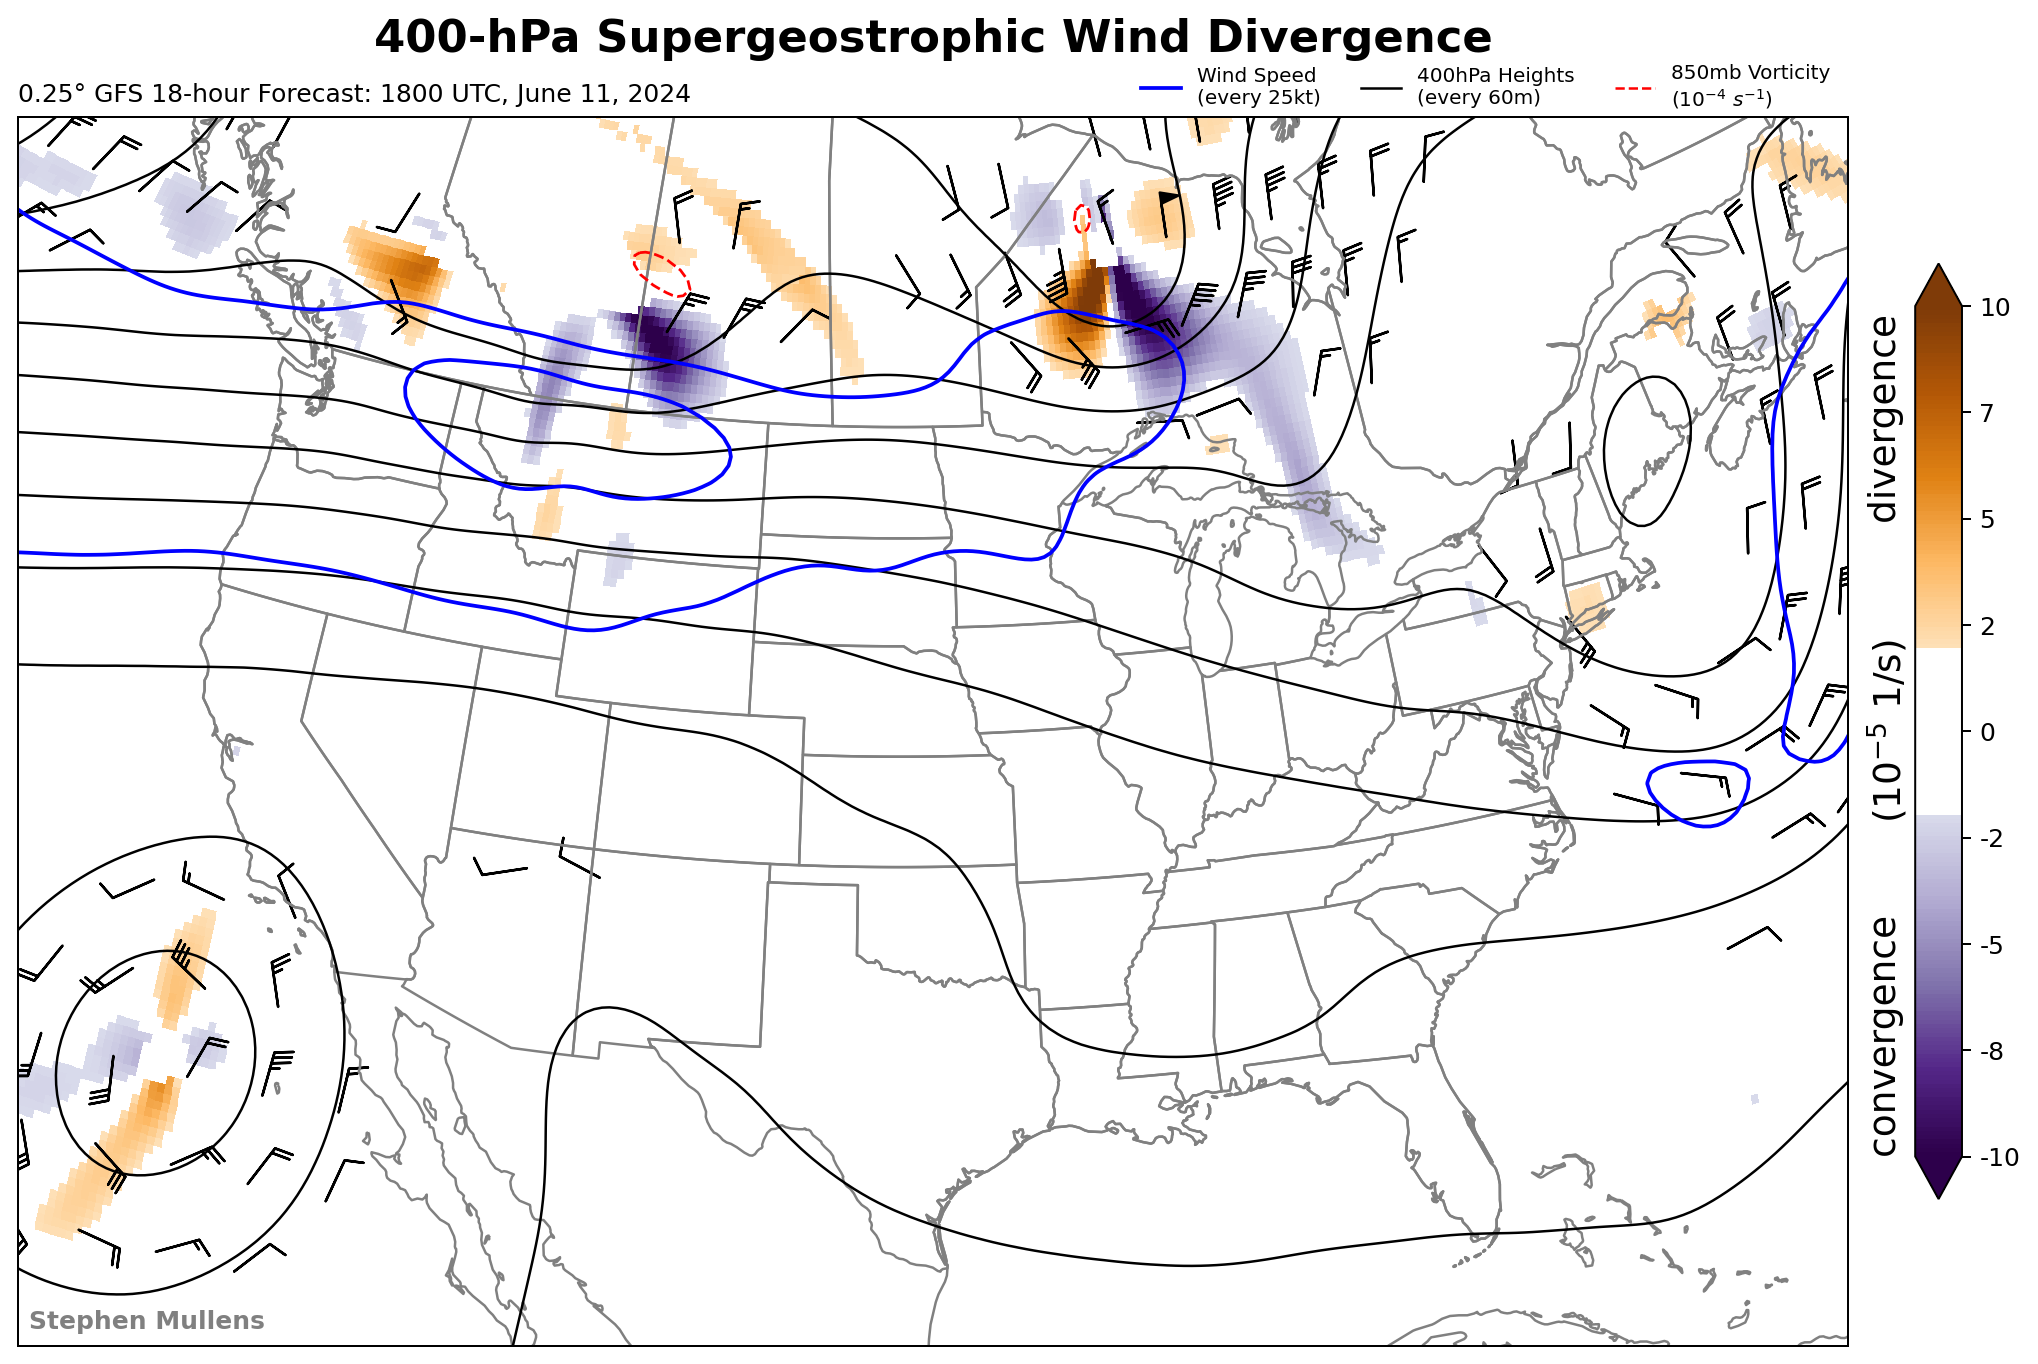 400-hPa Supergeostrophic Wind Divergence
0.25° GFS 18-hour Forecast: 1800 UTC, June 11, 2024
Wind Speed
(every 25kt)
400hPa Heights
(every 60m)
850mb Vorticity
(10⁻⁴ s⁻¹)
10
7
5
2
0
-2
-5
-8
-10
convergence (10⁻⁵ 1/s) divergence
Stephen Mullens